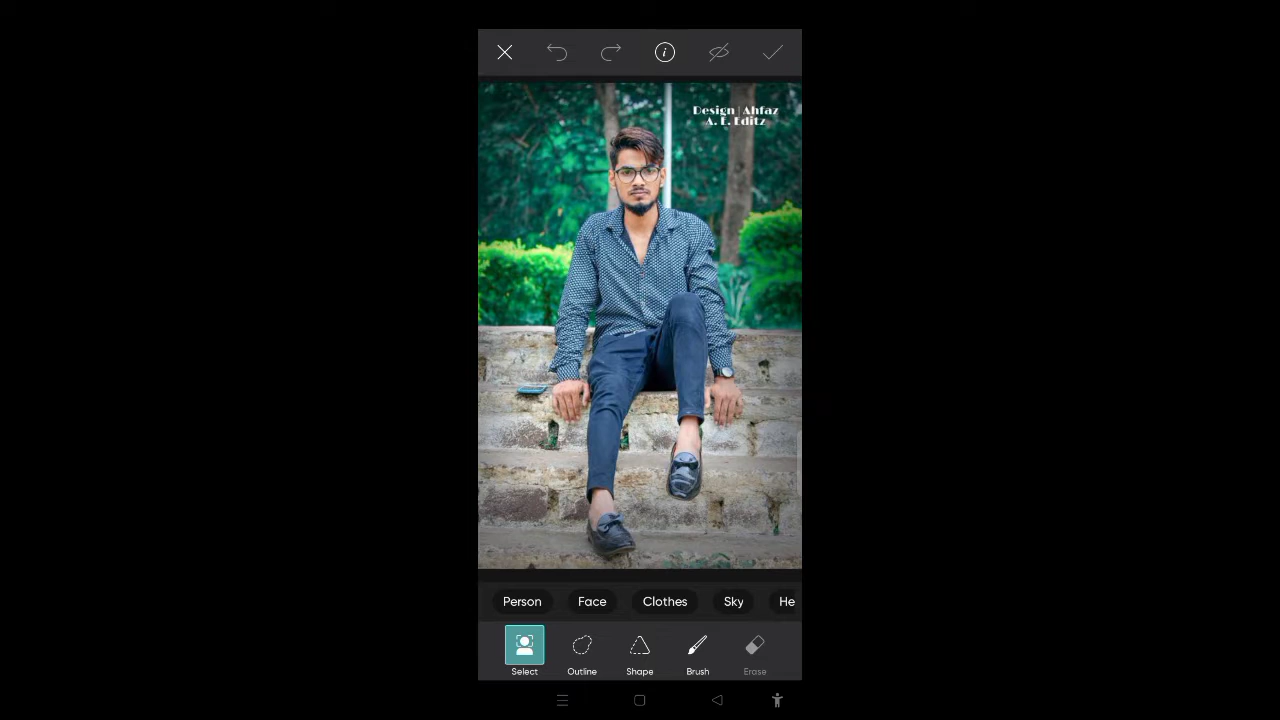 Design | Ahfaz
A. E. Editz
Person
Face
Clothes
Sky
He
Select
Outline
Shape
Brush
Erase